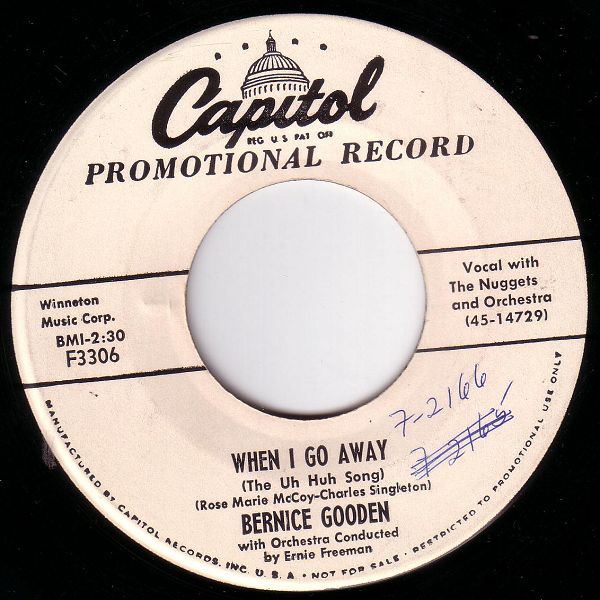 Capitol
REG U S PAT OFF
PROMOTIONAL RECORD
Winneton
Music Corp.
BMI-2:30
F3306
Vocal with
The Nuggets
and Orchestra
(45-14729)
7-2166
7-2166
WHEN I GO AWAY
(The Uh Huh Song)
(Rose Marie McCoy-Charles Singleton)
BERNICE GOODEN
with Orchestra Conducted
by Ernie Freeman
MANUFACTURED BY CAPITOL RECORDS, INC. U. S. A. • NOT FOR SALE • RESTRICTED TO PROMOTIONAL USE ONLY